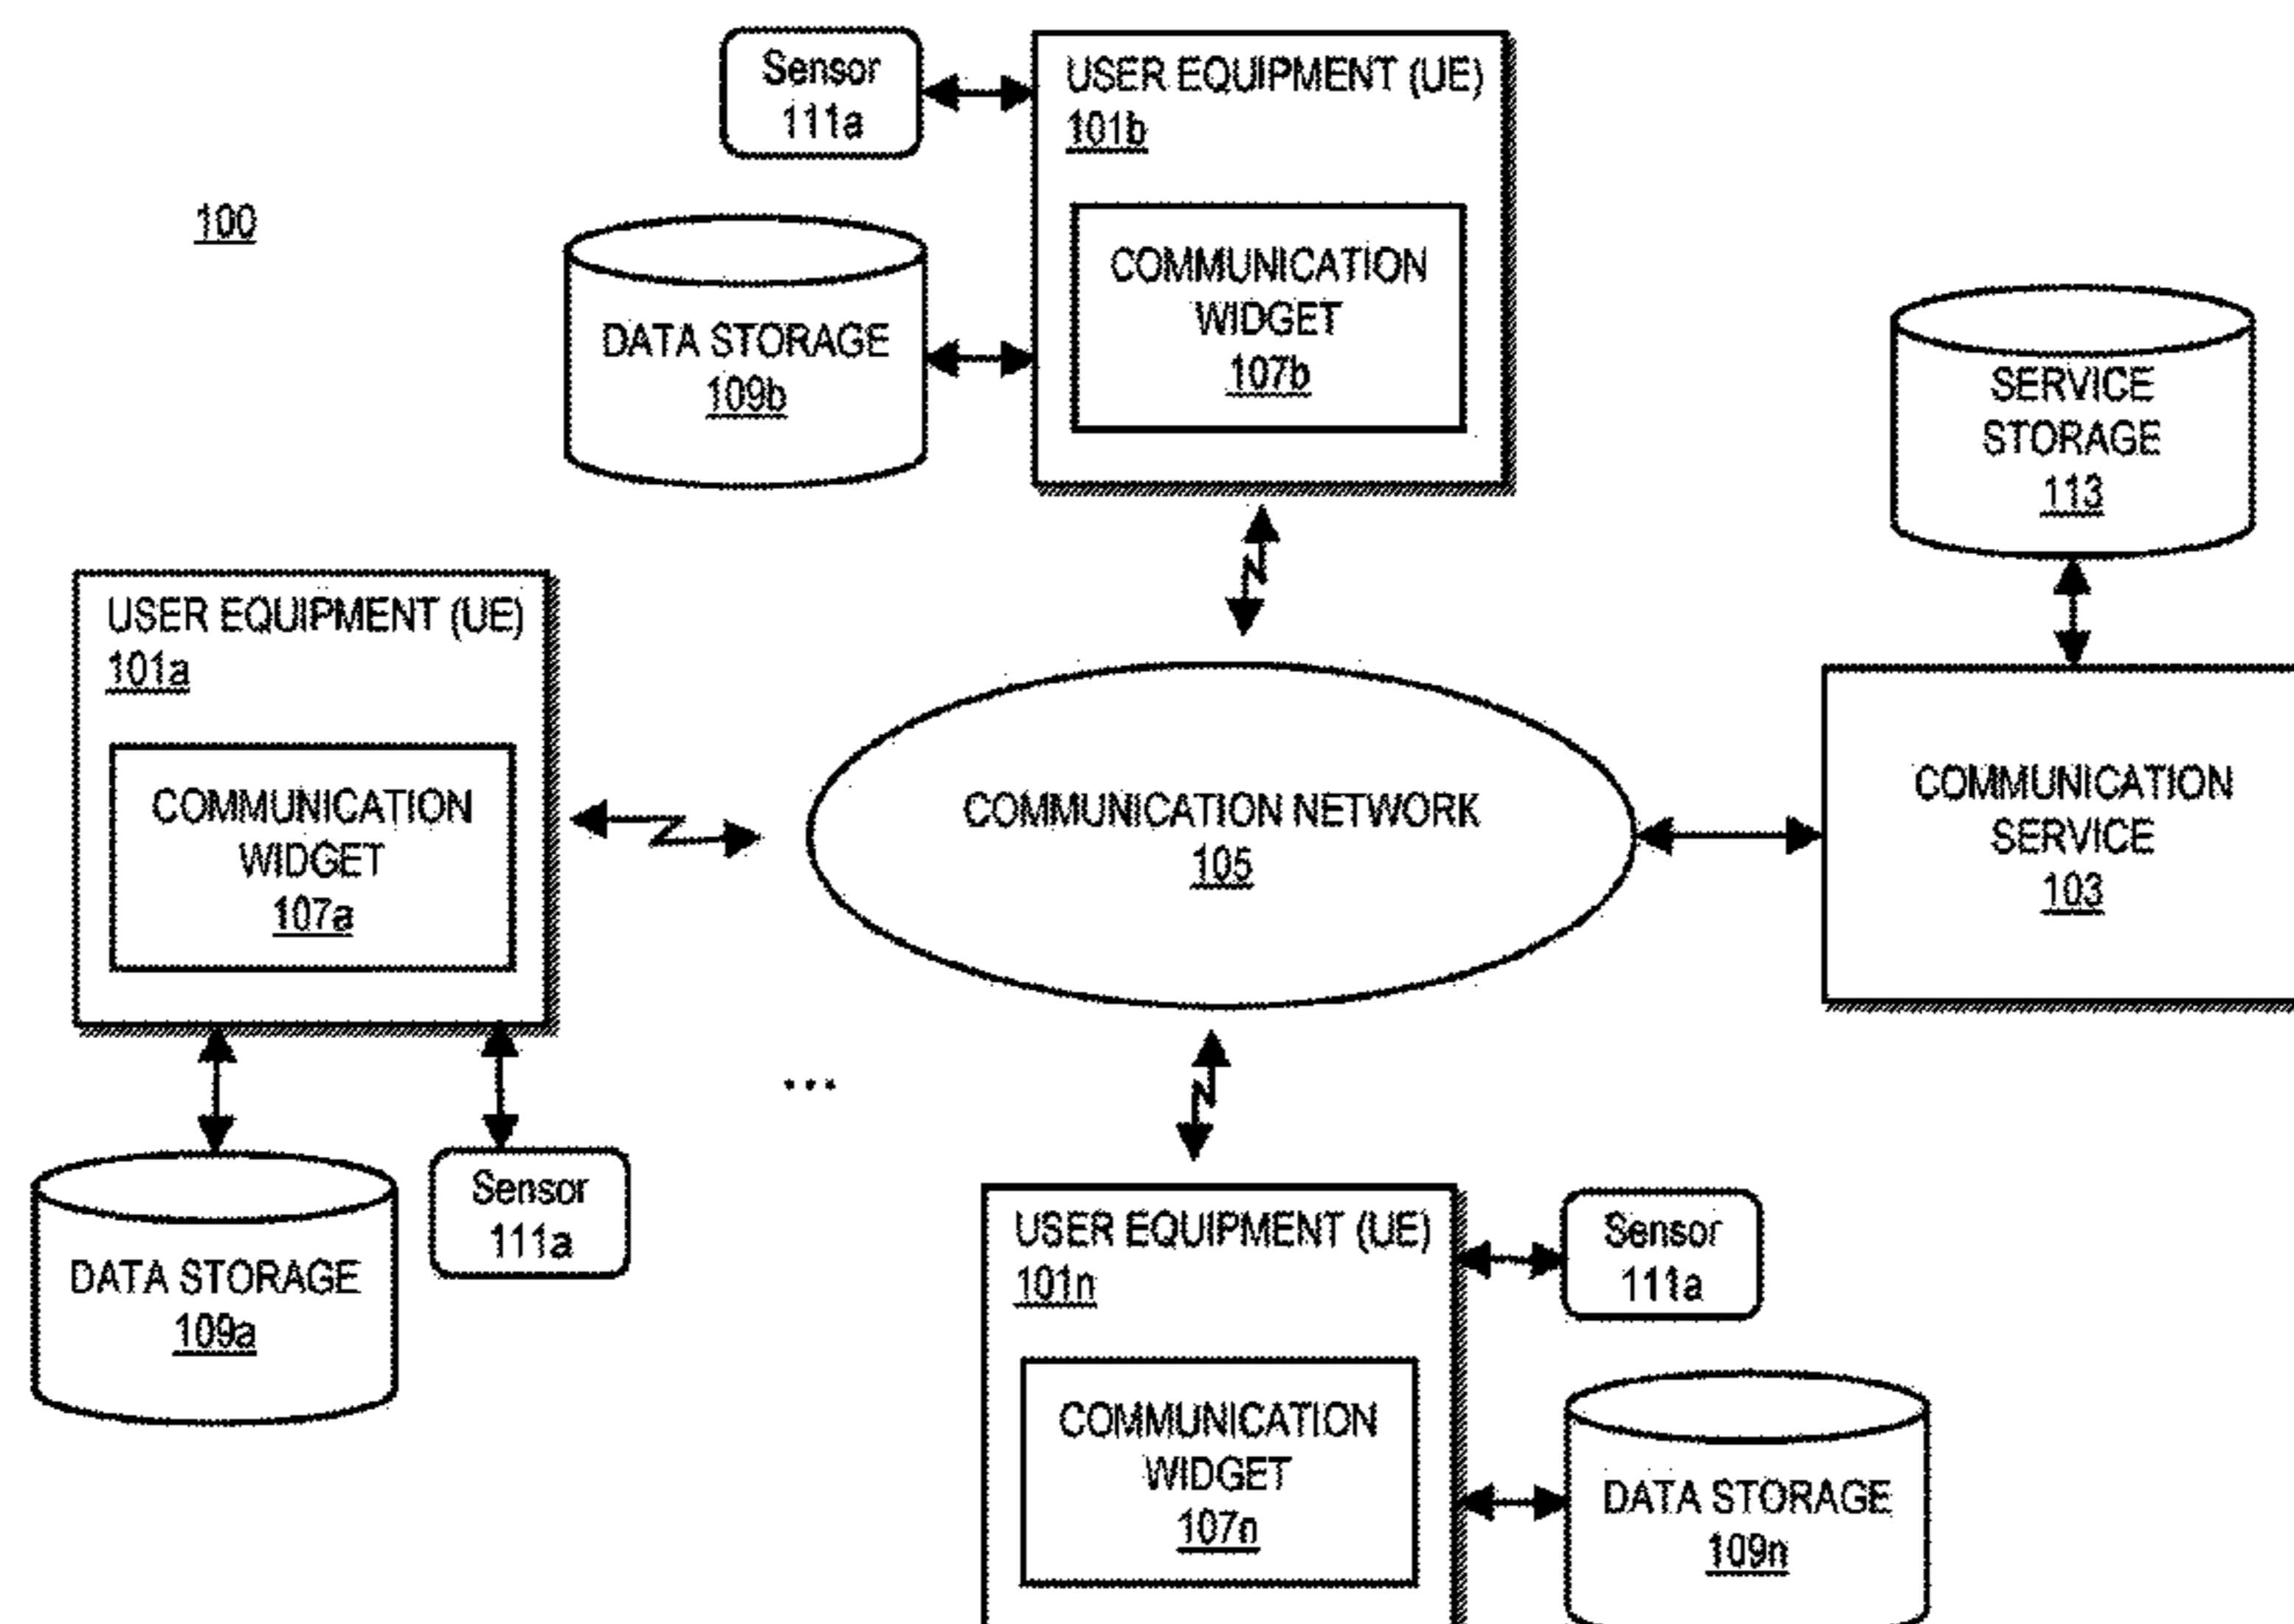 Sensor
111a
USER EQUIPMENT (UE)
101b
COMMUNICATION
WIDGET
107b
100
DATA STORAGE
109b
SERVICE
STORAGE
113
USER EQUIPMENT (UE)
101a
COMMUNICATION
WIDGET
107a
COMMUNICATION NETWORK
105
COMMUNICATION
SERVICE
103
...
DATA STORAGE
109a
Sensor
111a
USER EQUIPMENT (UE)
101n
COMMUNICATION
WIDGET
107n
Sensor
111a
DATA STORAGE
109n